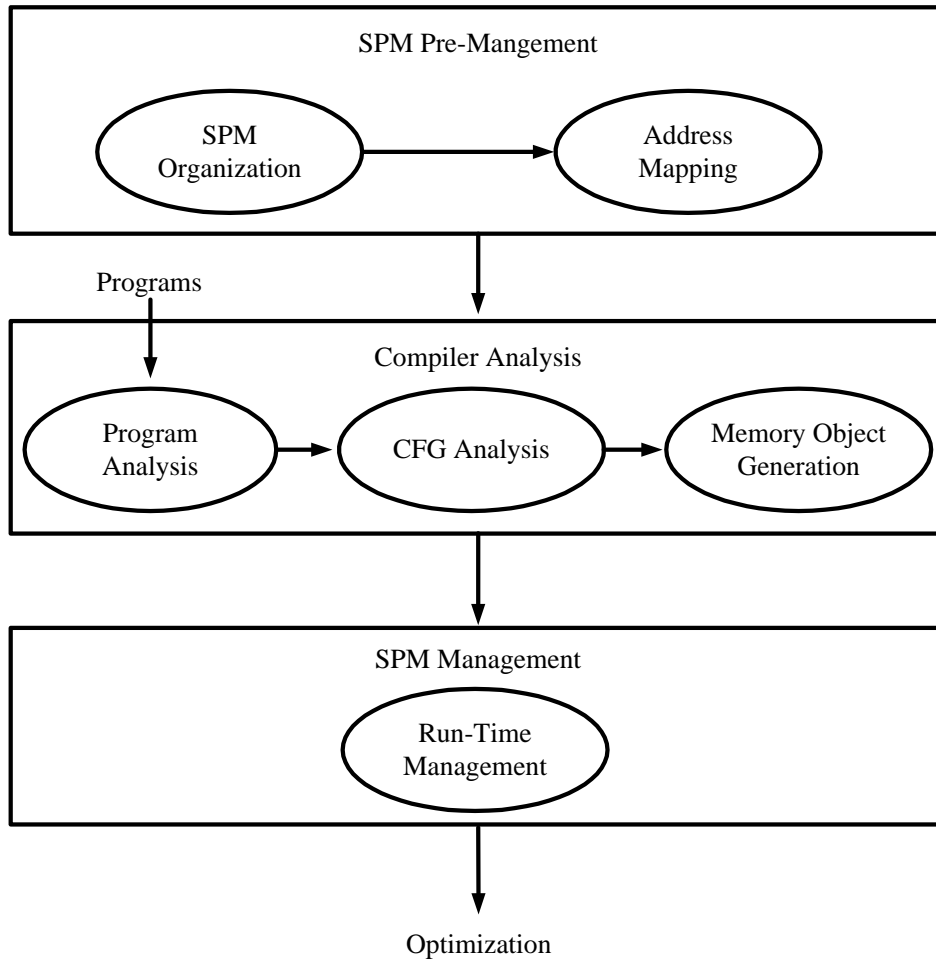 SPM Pre-Mangement
SPM
Organization
Address
Mapping
Programs
Compiler Analysis
Program
Analysis
CFG Analysis
Memory Object
Generation
SPM Management
Run-Time
Management
Optimization